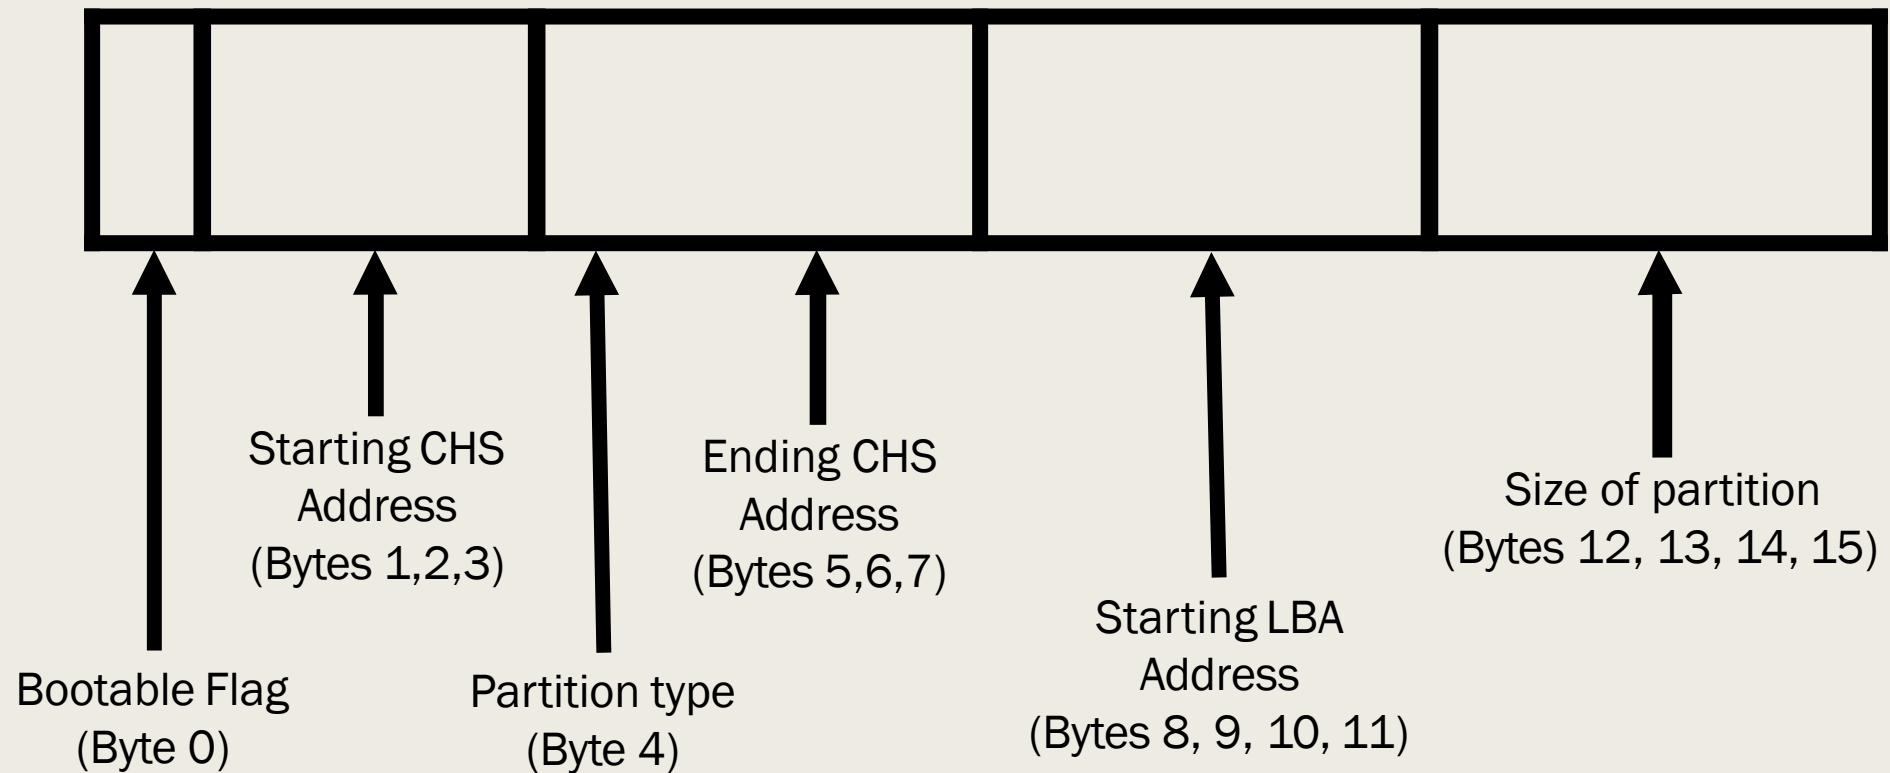 Bootable Flag
(Byte 0)
Starting CHS
Address
(Bytes 1,2,3)
Partition type
(Byte 4)
Ending CHS
Address
(Bytes 5,6,7)
Starting LBA
Address
(Bytes 8, 9, 10, 11)
Size of partition
(Bytes 12, 13, 14, 15)